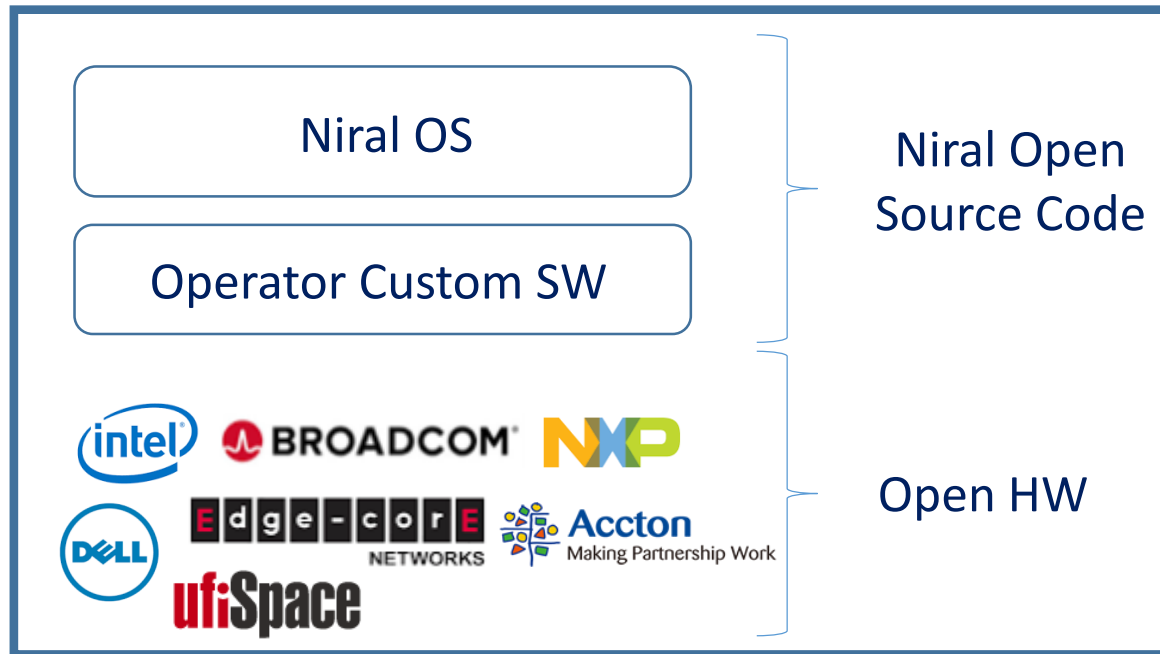 Niral OS
Operator Custom SW
Niral Open
Source Code
intel
BROADCOM
NXP
DELL
Edge-corE
NETWORKS
Accton
Making Partnership Work
ufiSpace
Open HW